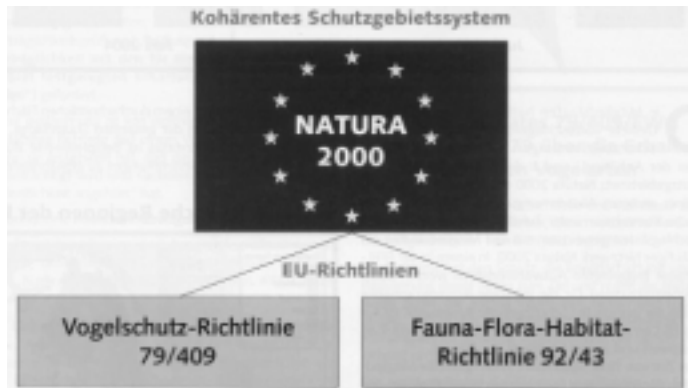 Kohärentes Schutzgebietssystem
NATURA
2000
EU-Richtlinien
Vogelschutz-Richtlinie
79/409
Fauna-Flora-Habitat-
Richtlinie 92/43